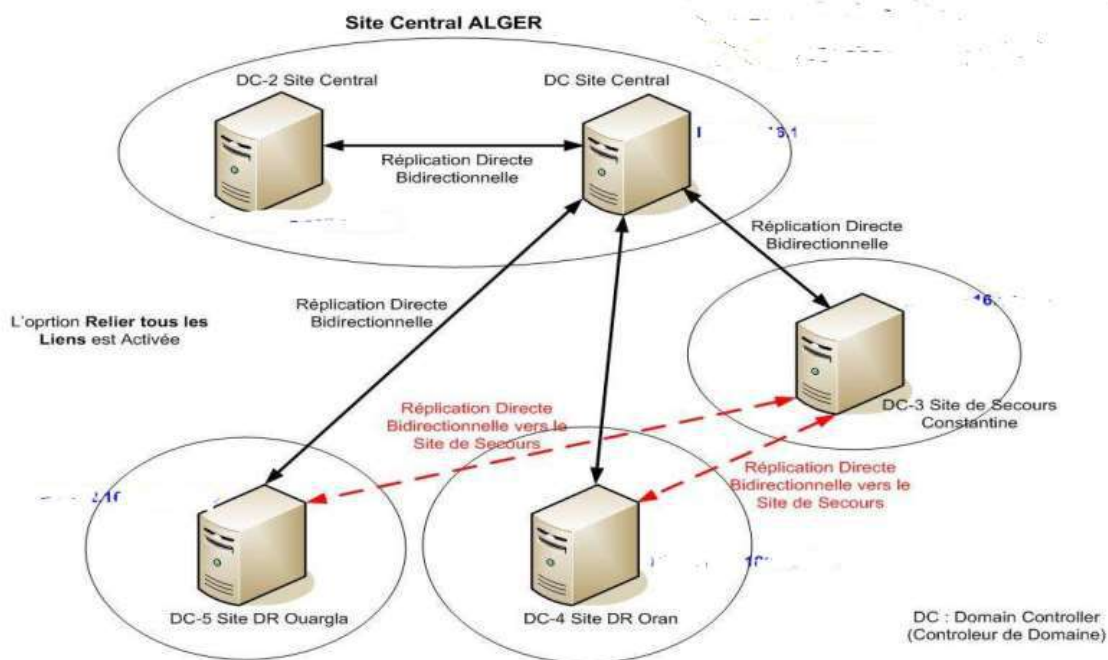 Site Central ALGER
DC-2 Site Central
DC Site Central
Réplication Directe
Bidirectionnelle
Réplication Directe
Bidirectionnelle
Réplication Directe
Bidirectionnelle
L'oprtion Relier tous les
Liens est Activée
DC-3 Site de Secours
Constantine
Réplication Directe
Bidirectionnelle vers le
Site de Secours
Réplication Directe
Bidirectionnelle vers le
Site de Secours
DC-5 Site DR Ouargla
DC-4 Site DR Oran
DC : Domain Controller
(Controleur de Domaine)